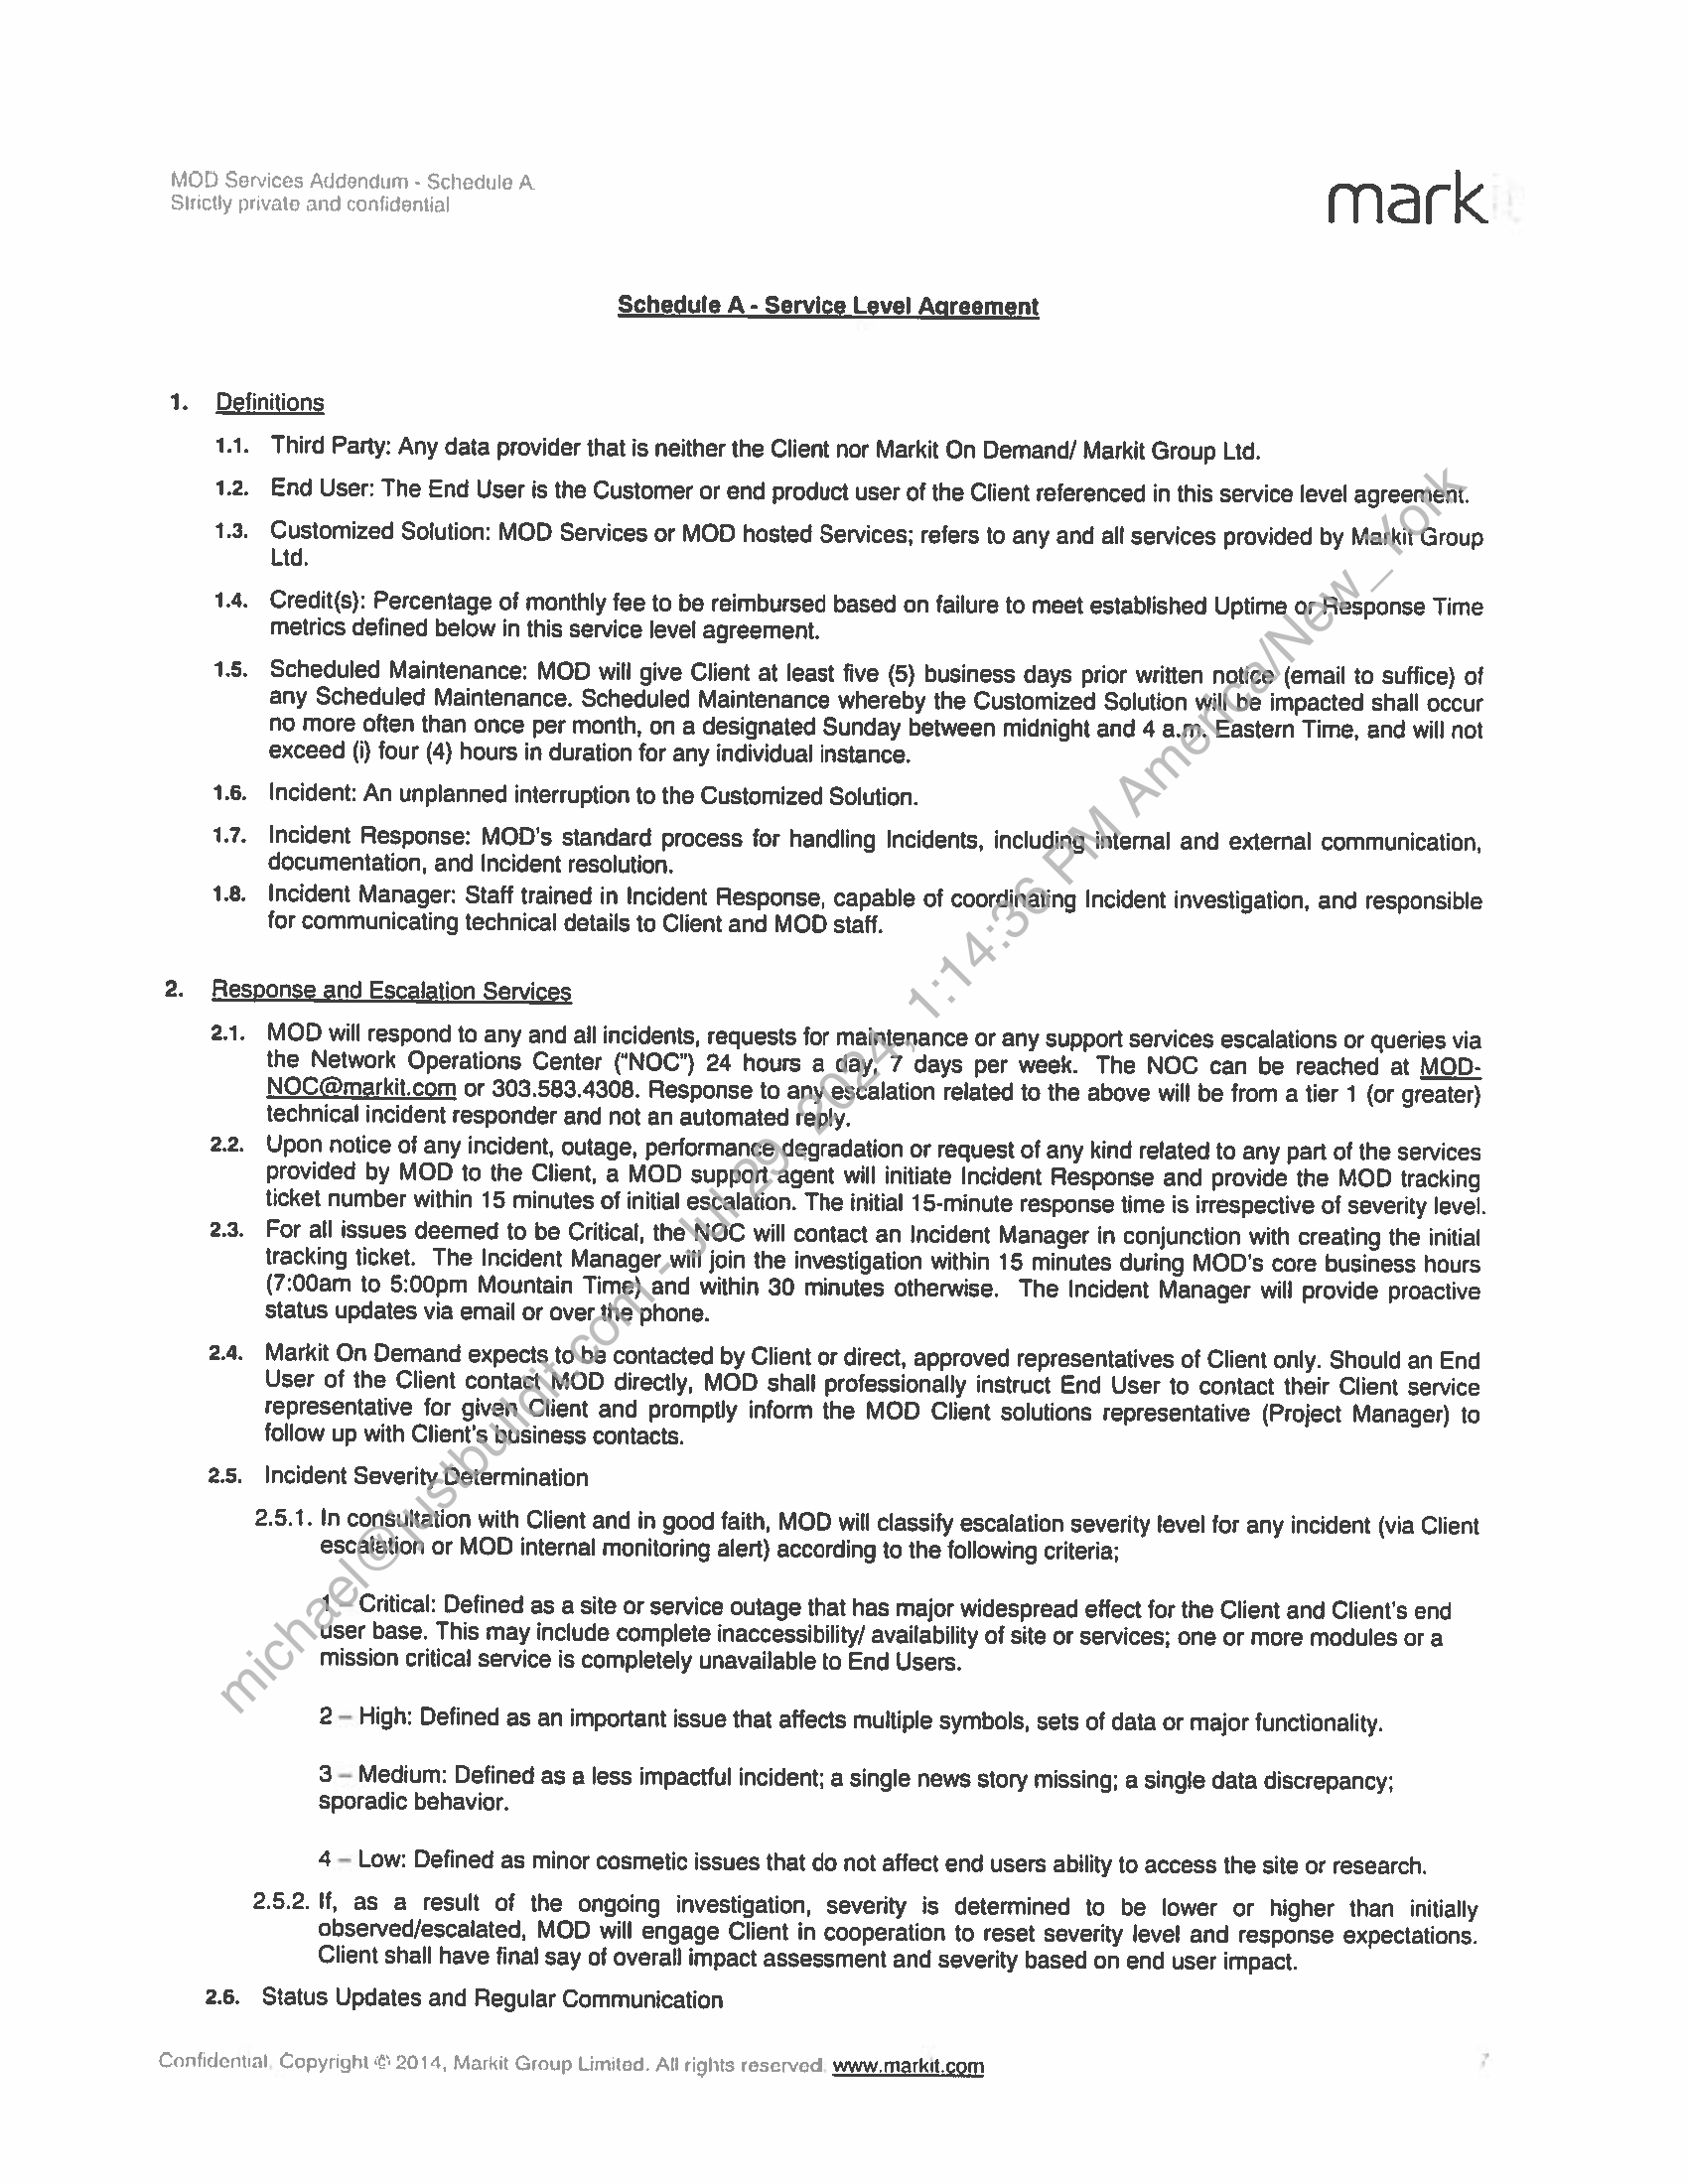 MOD Services Addendum - Schedule A
Strictly private and confidential
mark
Schedule A - Service Level Agreement
1. Definitions
1.1. Third Party: Any data provider that is neither the Client nor Markit On Demand/ Markit Group Ltd.
1.2. End User: The End User is the Customer or end product user of the Client referenced in this service level agreement.
1.3. Customized Solution: MOD Services or MOD hosted Services; refers to any and all services provided by Markit Group
Ltd.
1.4. Credit(s): Percentage of monthly fee to be reimbursed based on failure to meet established Uptime or Response Time
metrics defined below in this service level agreement.
1.5. Scheduled Maintenance: MOD will give Client at least five (5) business days prior written notice (email to suffice) of
any Scheduled Maintenance. Scheduled Maintenance whereby the Customized Solution will be impacted shall occur
no more often than once per month, on a designated Sunday between midnight and 4 a.m. Eastern Time, and will not
exceed (i) four (4) hours in duration for any individual instance.
1.6. Incident: An unplanned interruption to the Customized Solution.
1.7. Incident Response: MOD's standard process for handling Incidents, including internal and external communication,
documentation, and Incident resolution.
1.8. Incident Manager: Staff trained in Incident Response, capable of coordinating Incident investigation, and responsible
for communicating technical details to Client and MOD staff.
2. Response and Escalation Services
2.1. MOD will respond to any and all incidents, requests for maintenance or any support services escalations or queries via
the Network Operations Center ("NOC") 24 hours a day, 7 days per week. The NOC can be reached at MOD-
NOC@markit.com or 303.583.4308. Response to any escalation related to the above will be from a tier 1 (or greater)
technical incident responder and not an automated reply.
2.2. Upon notice of any incident, outage, performance degradation or request of any kind related to any part of the services
provided by MOD to the Client, a MOD support agent will initiate Incident Response and provide the MOD tracking
ticket number within 15 minutes of initial escalation. The initial 15-minute response time is irrespective of severity level.
2.3. For all issues deemed to be Critical, the NOC will contact an Incident Manager in conjunction with creating the initial
tracking ticket. The Incident Manager will join the investigation within 15 minutes during MOD's core business hours
(7:00am to 5:00pm Mountain Time) and within 30 minutes otherwise. The Incident Manager will provide proactive
status updates via email or over the phone.
2.4. Markit On Demand expects to be contacted by Client or direct, approved representatives of Client only. Should an End
User of the Client contact MOD directly, MOD shall professionally instruct End User to contact their Client service
representative for given Client and promptly inform the MOD Client solutions representative (Project Manager) to
follow up with Client's business contacts.
2.5. Incident Severity Determination
2.5.1. In consultation with Client and in good faith, MOD will classify escalation severity level for any incident (via Client
escalation or MOD internal monitoring alert) according to the following criteria;
1 – Critical: Defined as a site or service outage that has major widespread effect for the Client and Client's end
user base. This may include complete inaccessibility/ availability of site or services; one or more modules or a
mission critical service is completely unavailable to End Users.
2 – High: Defined as an important issue that affects multiple symbols, sets of data or major functionality.
3 – Medium: Defined as a less impactful incident; a single news story missing; a single data discrepancy;
sporadic behavior.
4 – Low: Defined as minor cosmetic issues that do not affect end users ability to access the site or research.
2.5.2. If, as a result of the ongoing investigation, severity is determined to be lower or higher than initially
observed/escalated, MOD will engage Client in cooperation to reset severity level and response expectations.
Client shall have final say of overall impact assessment and severity based on end user impact.
2.6. Status Updates and Regular Communication
Confidential. Copyright © 2014, Markit Group Limited. All rights reserved. www.markit.com
7
michael@justbuildit.com - Jul 29, 2024, 1:14:36 PM America/New_York